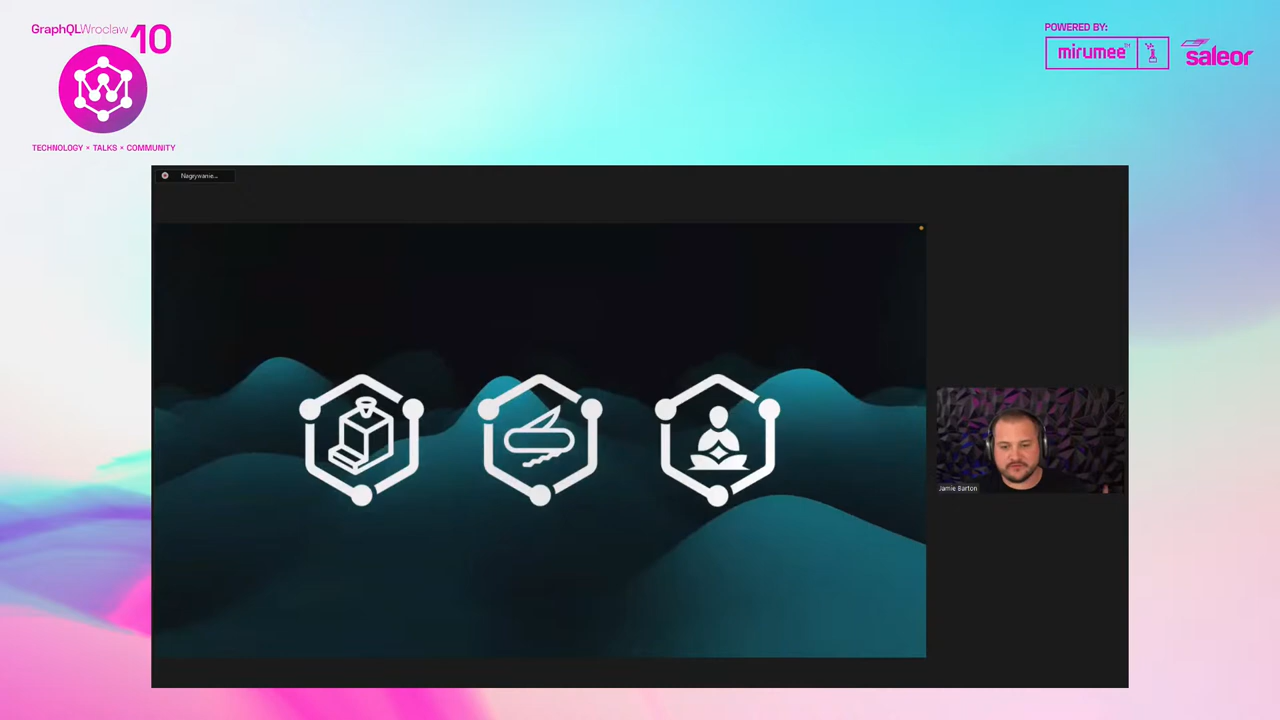 GraphQLWroclaw 10
TECHNOLOGY × TALKS × COMMUNITY
POWERED BY:
mirumee
saleor
Nagrywanie...
Jamie Barton